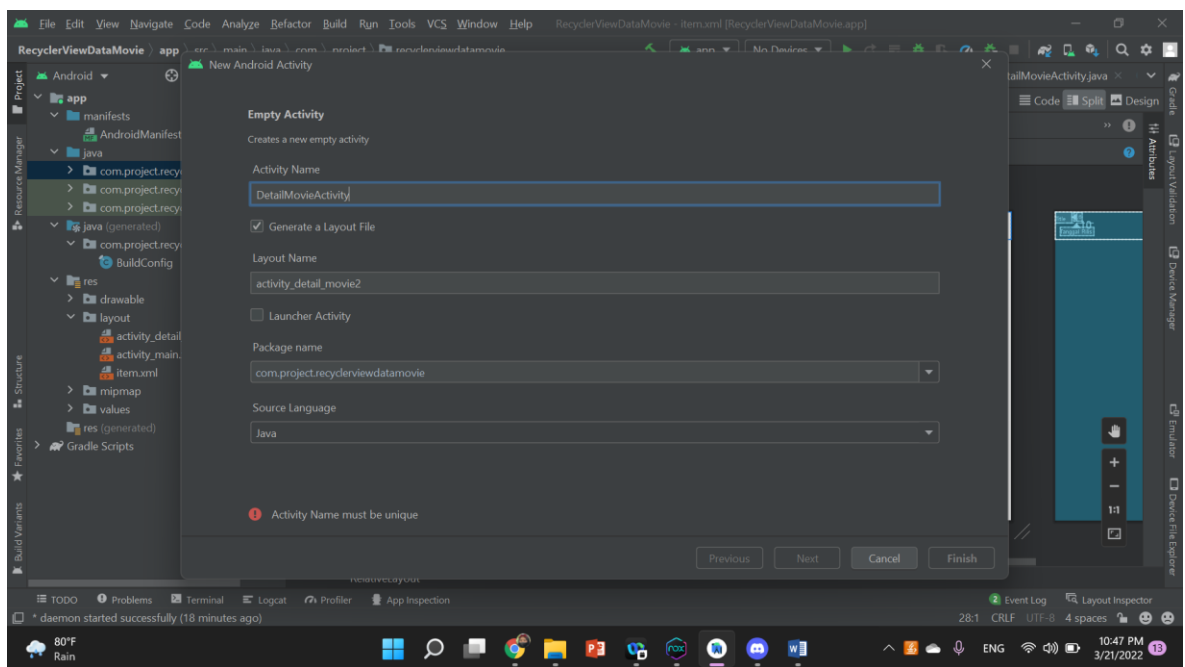 File Edit View Navigate Code Analyze Refactor Build Run Tools VCS Window Help RecyclerViewDataMovie - item.xml [RecyclerViewDataMovie.app]
RecyclerViewDataMovie app src main java com project recyclerviewdatamovie app No Devices
Android
New Android Activity
tailMovieActivity.java
app
manifests
AndroidManifest
java
com.project.recy
com.project.recy
com.project.recy
java (generated)
com.project.recy
BuildConfig
res
drawable
layout
activity_detail
activity_main.
item.xml
mipmap
values
res (generated)
Gradle Scripts
Project
Resource Manager
Structure
Favorites
Build Variants
Empty Activity
Creates a new empty activity
Activity Name
DetailMovieActivity
Generate a Layout File
Layout Name
activity_detail_movie2
Launcher Activity
Package name
com.project.recyclerviewdatamovie
Source Language
Java
Activity Name must be unique
Previous Next Cancel Finish
Code Split Design
Attributes
1:1
Gradle
Layout Validation
Device Manager
Emulator
Device File Explorer
RelativeLayout
TODO Problems Terminal Logcat Profiler App Inspection 2 Event Log Layout Inspector
* daemon started successfully (18 minutes ago) 28:1 CRLF UTF-8 4 spaces
80°F
Rain
ENG
10:47 PM
3/21/2022
13